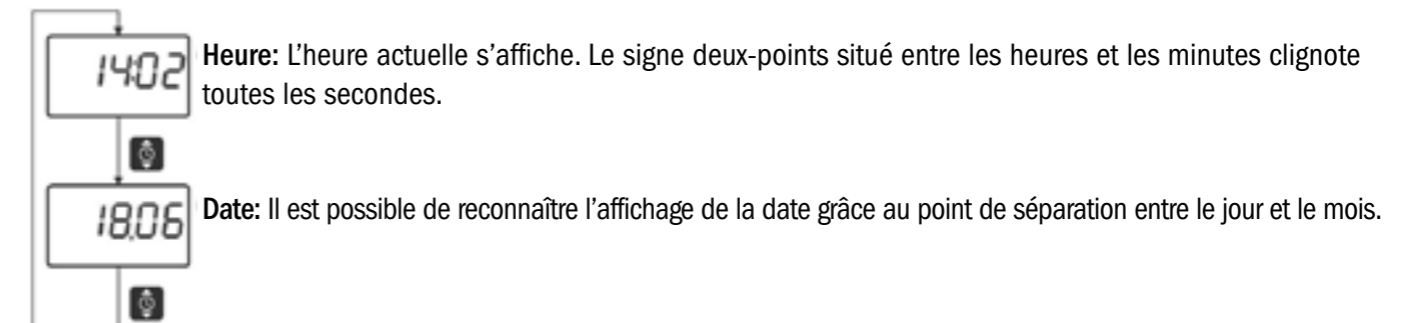 14:02
Heure: L’heure actuelle s’affiche. Le signe deux-points situé entre les heures et les minutes clignote
toutes les secondes.
18.06
Date: Il est possible de reconnaître l’affichage de la date grâce au point de séparation entre le jour et le mois.